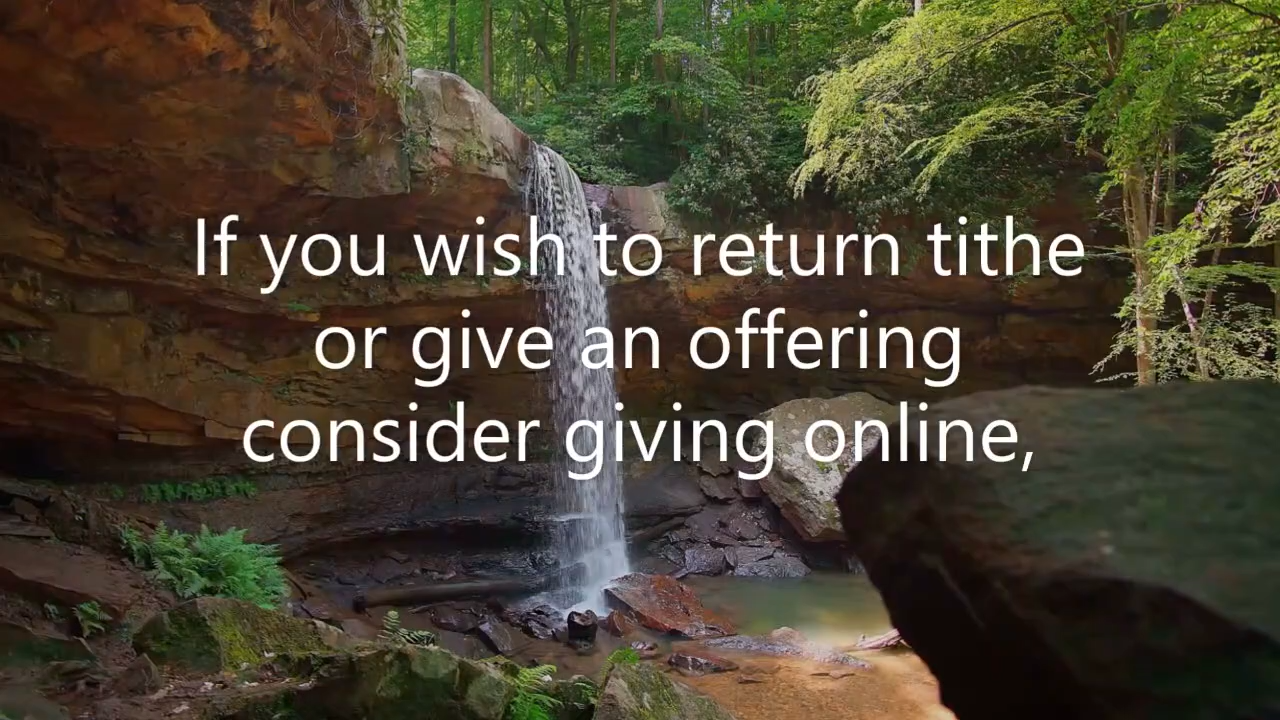 If you wish to return tithe
or give an offering
consider giving online,